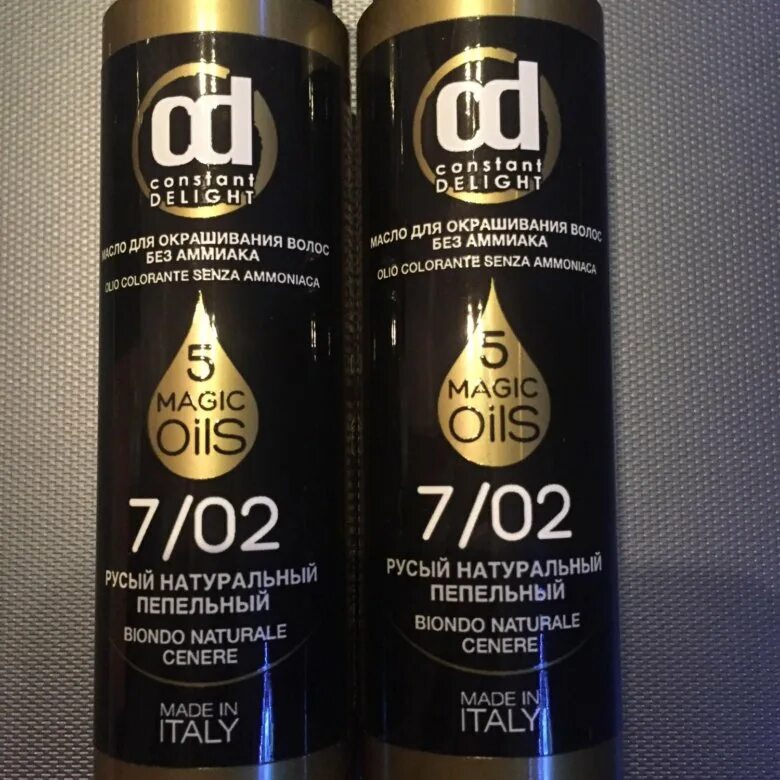 cd
constant
DELIGHT
МАСЛО ДЛЯ ОКРАШИВАНИЯ ВОЛОС
БЕЗ АММИАКА
OLIO COLORANTE SENZA AMMONIACA
5
MAGIC
OilS
7/02
РУСЫЙ НАТУРАЛЬНЫЙ
ПЕПЕЛЬНЫЙ
BIONDO NATURALE
CENERE
MADE IN
ITALY
cd
constant
DELIGHT
МАСЛО ДЛЯ ОКРАШИВАНИЯ ВОЛОС
БЕЗ АММИАКА
OLIO COLORANTE SENZA AMMONIACA
5
MAGIC
OilS
7/02
РУСЫЙ НАТУРАЛЬНЫЙ
ПЕПЕЛЬНЫЙ
BIONDO NATURALE
CENERE
MADE IN
ITALY